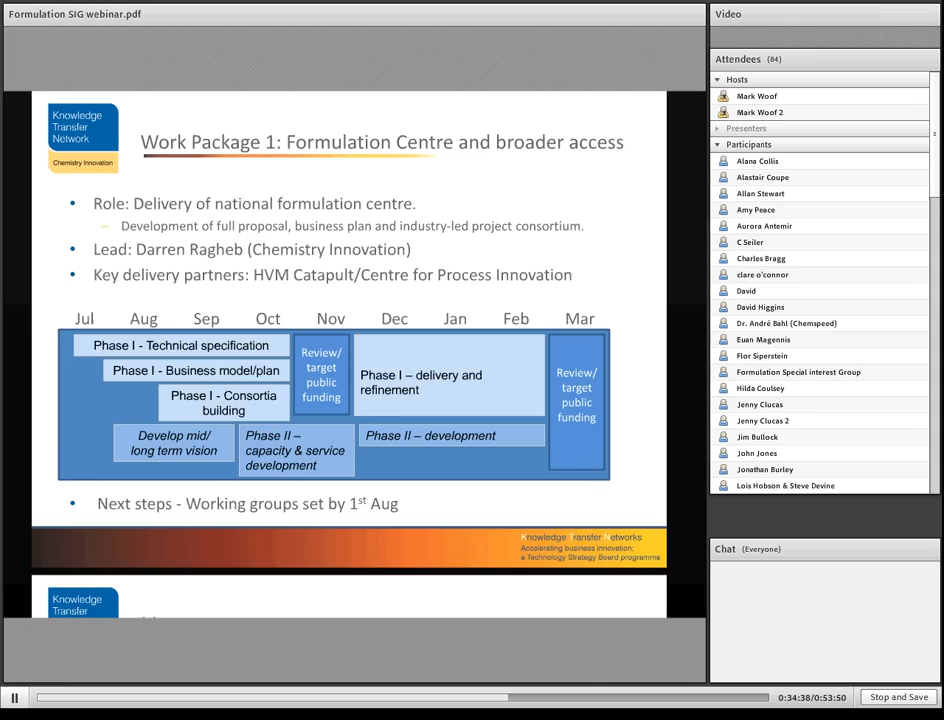 Formulation SIG webinar.pdf
Knowledge
Transfer
Network
Chemistry Innovation
Work Package 1: Formulation Centre and broader access
• Role: Delivery of national formulation centre.
– Development of full proposal, business plan and industry-led project consortium.
• Lead: Darren Ragheb (Chemistry Innovation)
• Key delivery partners: HVM Catapult/Centre for Process Innovation
Jul Aug Sep Oct Nov Dec Jan Feb Mar
Phase I - Technical specification
Phase I - Business model/plan
Phase I - Consortia
building
Review/
target
public
funding
Phase I – delivery and
refinement
Review/
target
public
funding
Develop mid/
long term vision
Phase II –
capacity & service
development
Phase II – development
• Next steps - Working groups set by 1st Aug
Knowledge Transfer Networks
Accelerating business innovation;
a Technology Strategy Board programme
Knowledge
Transfer
Video
Attendees (84)
Hosts
Mark Woof
Mark Woof 2
Presenters
Participants
Alana Collis
Alastair Coupe
Allan Stewart
Amy Peace
Aurora Antemir
C Seiler
Charles Bragg
clare o'connor
David
David Higgins
Dr. André Bahl (Chemspeed)
Euan Magennis
Flor Siperstein
Formulation Special interest Group
Hilda Coulsey
Jenny Clucas
Jenny Clucas 2
Jim Bullock
John Jones
Jonathan Burley
Lois Hobson & Steve Devine
Chat (Everyone)
0:34:38/0:53:50
Stop and Save